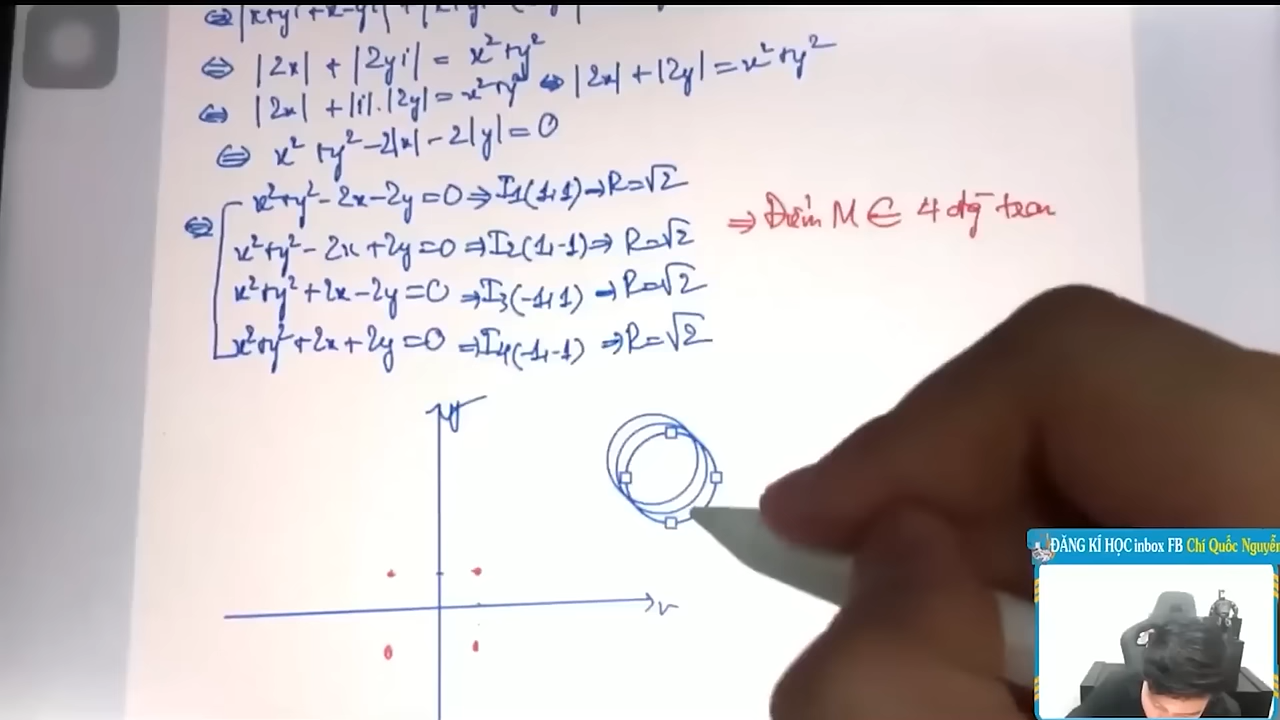 ⇔ |2x| + |2yi| = x² + y²
⇔ |2x| + |i|.|2y| = x² + y² ⇔ |2x| + |2y| = x² + y²
⇔ x² + y² - 2|x| - 2|y| = 0
⇔ x² + y² - 2x - 2y = 0 ⇒ I1(1,1) ⇒ R = √2
x² + y² - 2x + 2y = 0 ⇒ I2(1,-1) ⇒ R = √2
x² + y² + 2x - 2y = 0 ⇒ I3(-1,1) ⇒ R = √2
x² + y² + 2x + 2y = 0 ⇒ I4(-1,-1) ⇒ R = √2
⇒ Điểm M ∈ 4 đg tròn
y
x
ĐĂNG KÍ HỌC inbox FB Chí Quốc Nguyễn